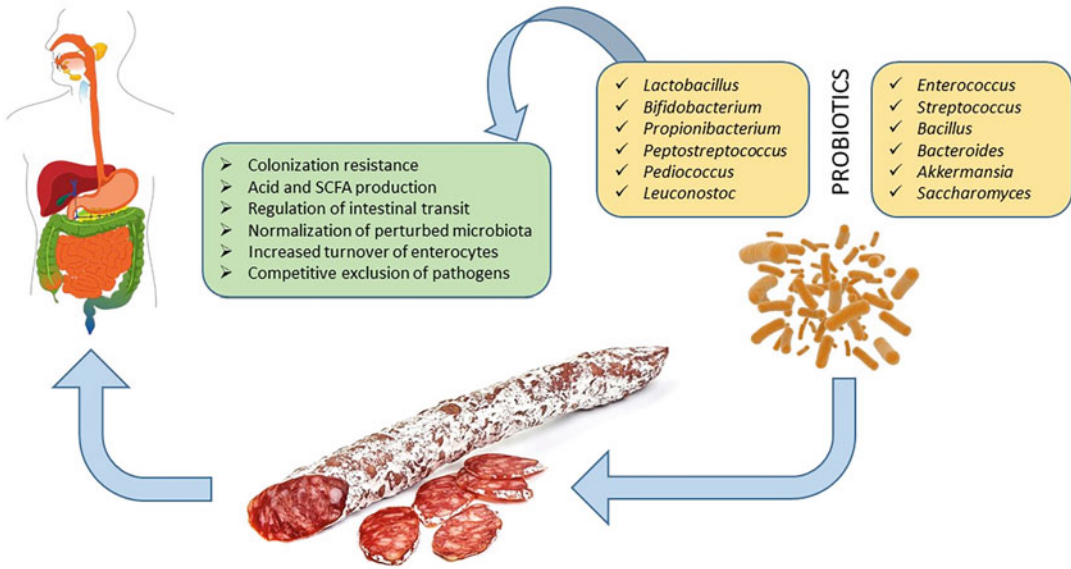 Lactobacillus
Bifidobacterium
Propionibacterium
Peptostreptococcus
Pediococcus
Leuconostoc
PROBIOTICS
Enterococcus
Streptococcus
Bacillus
Bacteroides
Akkermansia
Saccharomyces
Colonization resistance
Acid and SCFA production
Regulation of intestinal transit
Normalization of perturbed microbiota
Increased turnover of enterocytes
Competitive exclusion of pathogens